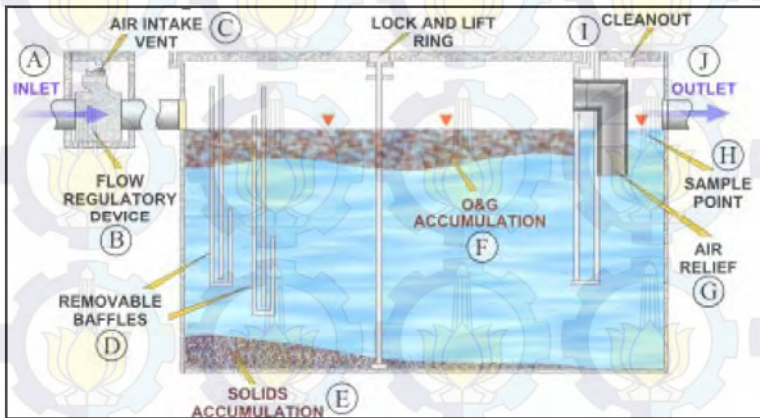 A
INLET
AIR INTAKE
VENT
C
LOCK AND LIFT
RING
I
CLEANOUT
J
OUTLET
FLOW
REGULATORY
DEVICE
B
H
SAMPLE
POINT
O&G
ACCUMULATION
F
AIR
RELIEF
G
REMOVABLE
BAFFLES
D
SOLIDS
ACCUMULATION
E